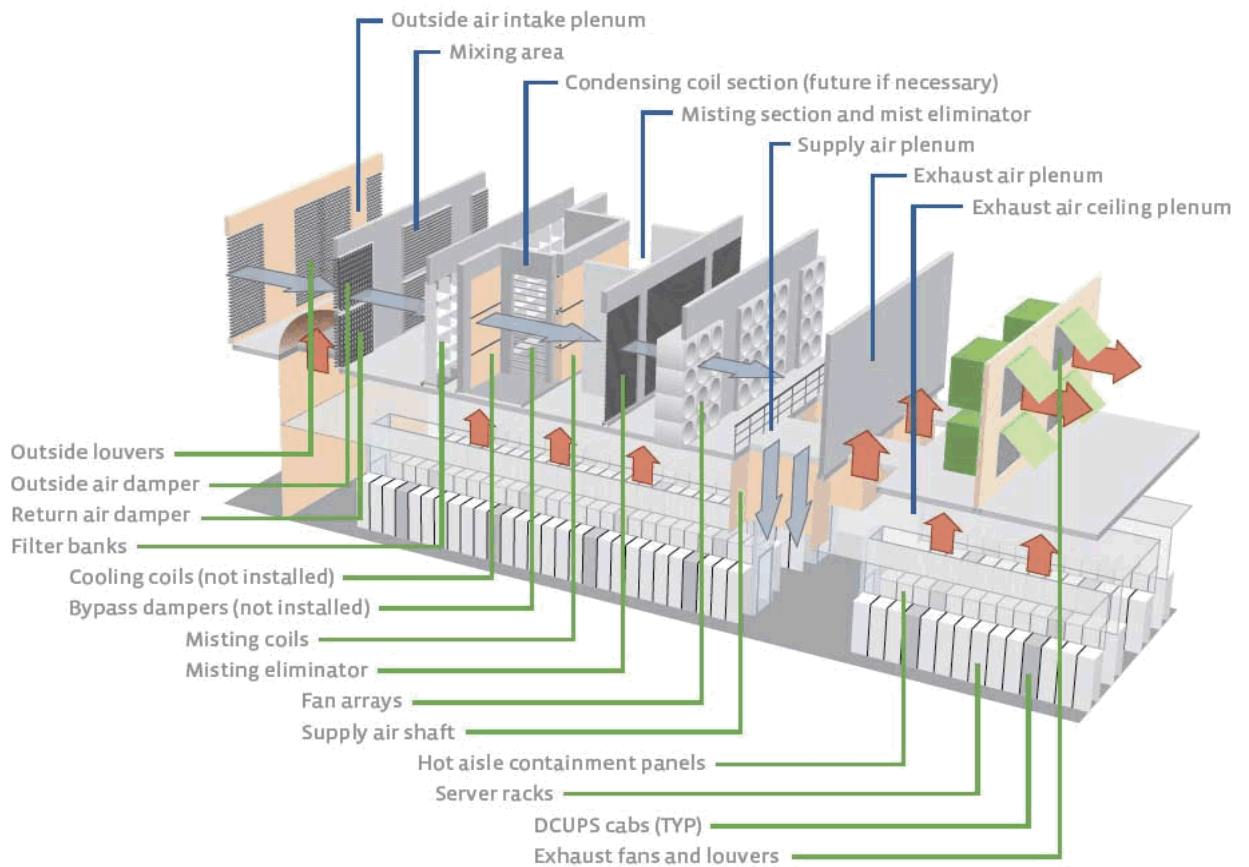 Outside air intake plenum
Mixing area
Condensing coil section (future if necessary)
Misting section and mist eliminator
Supply air plenum
Exhaust air plenum
Exhaust air ceiling plenum
Outside louvers
Outside air damper
Return air damper
Filter banks
Cooling coils (not installed)
Bypass dampers (not installed)
Misting coils
Misting eliminator
Fan arrays
Supply air shaft
Hot aisle containment panels
Server racks
DCUPS cabs (TYP)
Exhaust fans and louvers